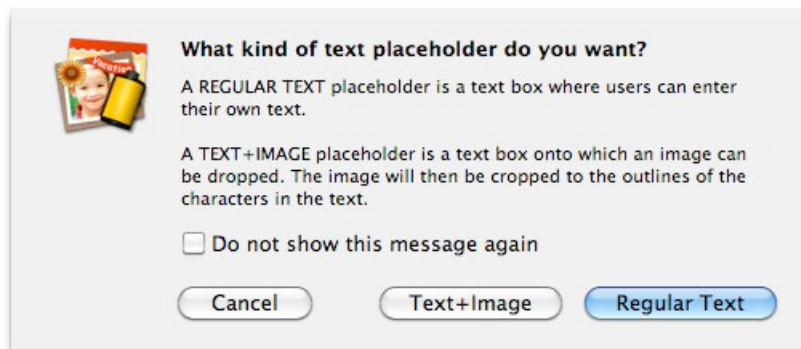 Vacation
What kind of text placeholder do you want?
A REGULAR TEXT placeholder is a text box where users can enter
their own text.
A TEXT+IMAGE placeholder is a text box onto which an image can
be dropped. The image will then be cropped to the outlines of the
characters in the text.
Do not show this message again
Cancel
Text+Image
Regular Text